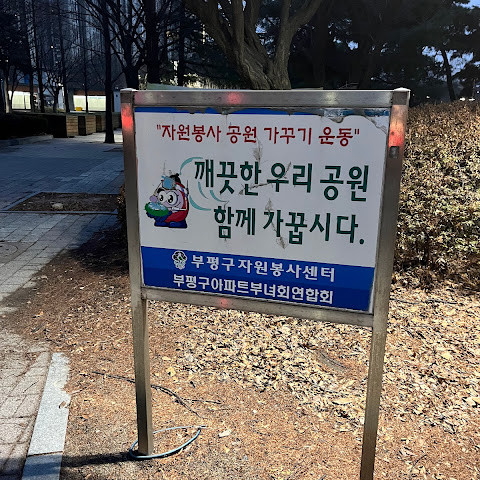 "자원봉사 공원 가꾸기 운동"
깨끗한 우리 공원
함께 가꿉시다.
부평구자원봉사센터
부평구아파트부녀회연합회